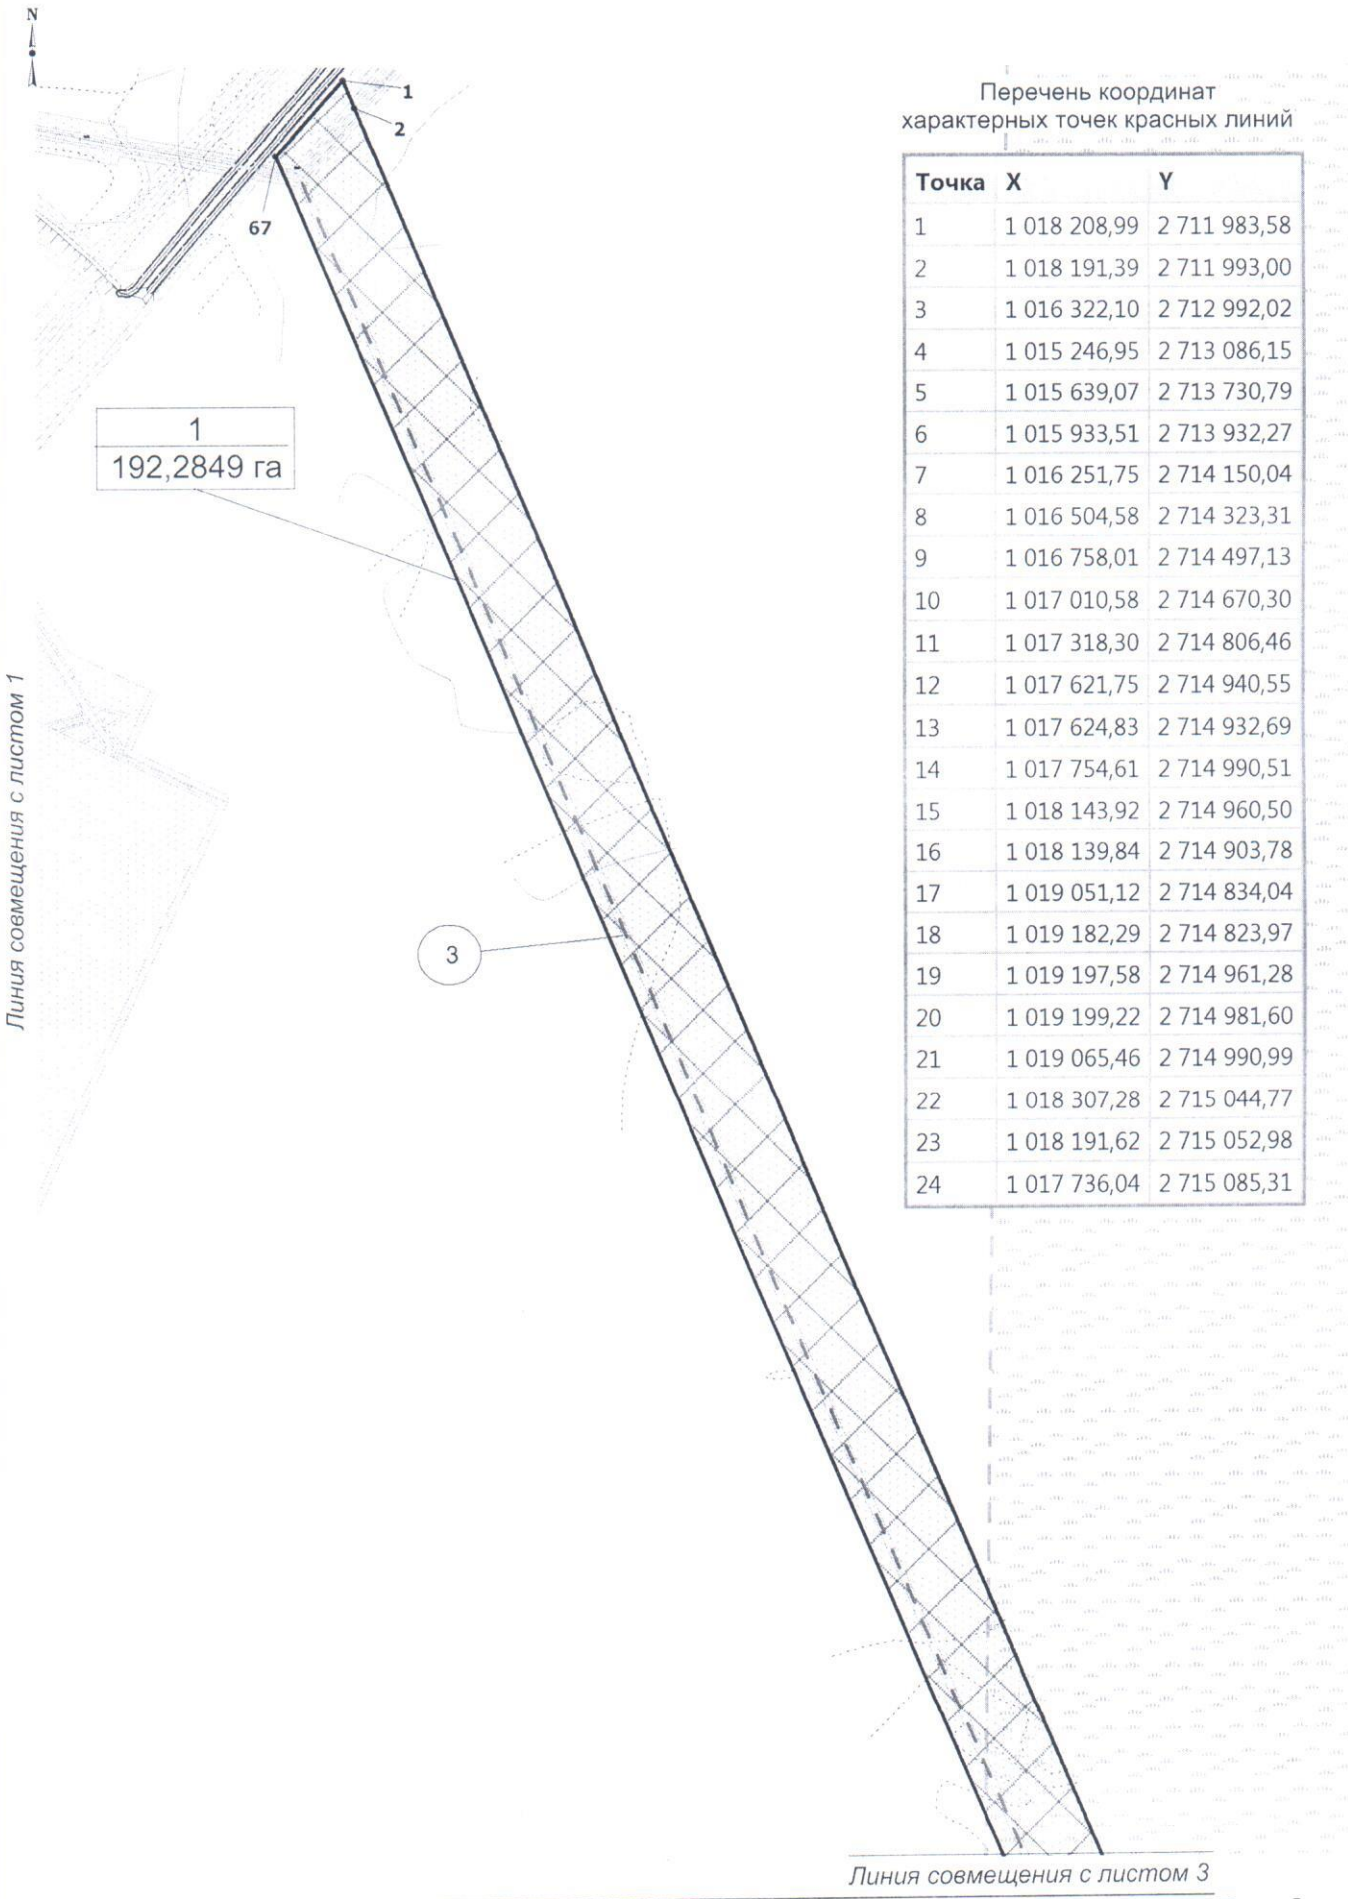 N
1
2
67
1
192,2849 га
3
Линия совмещения с листом 1
Перечень координат
характерных точек красных линий
Точка X Y
1 1 018 208,99 2 711 983,58
2 1 018 191,39 2 711 993,00
3 1 016 322,10 2 712 992,02
4 1 015 246,95 2 713 086,15
5 1 015 639,07 2 713 730,79
6 1 015 933,51 2 713 932,27
7 1 016 251,75 2 714 150,04
8 1 016 504,58 2 714 323,31
9 1 016 758,01 2 714 497,13
10 1 017 010,58 2 714 670,30
11 1 017 318,30 2 714 806,46
12 1 017 621,75 2 714 940,55
13 1 017 624,83 2 714 932,69
14 1 017 754,61 2 714 990,51
15 1 018 143,92 2 714 960,50
16 1 018 139,84 2 714 903,78
17 1 019 051,12 2 714 834,04
18 1 019 182,29 2 714 823,97
19 1 019 197,58 2 714 961,28
20 1 019 199,22 2 714 981,60
21 1 019 065,46 2 714 990,99
22 1 018 307,28 2 715 044,77
23 1 018 191,62 2 715 052,98
24 1 017 736,04 2 715 085,31
Линия совмещения с листом 3